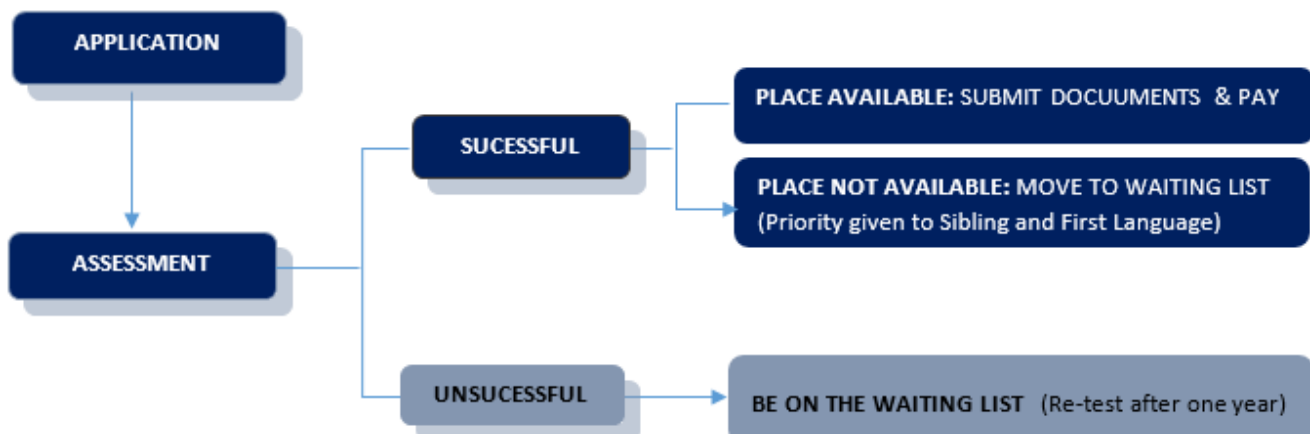 APPLICATION
PLACE AVAILABLE: SUBMIT DOCUUMENTS & PAY
SUCESSFUL
PLACE NOT AVAILABLE: MOVE TO WAITING LIST
(Priority given to Sibling and First Language)
ASSESSMENT
UNSUCESSFUL
BE ON THE WAITING LIST (Re-test after one year)